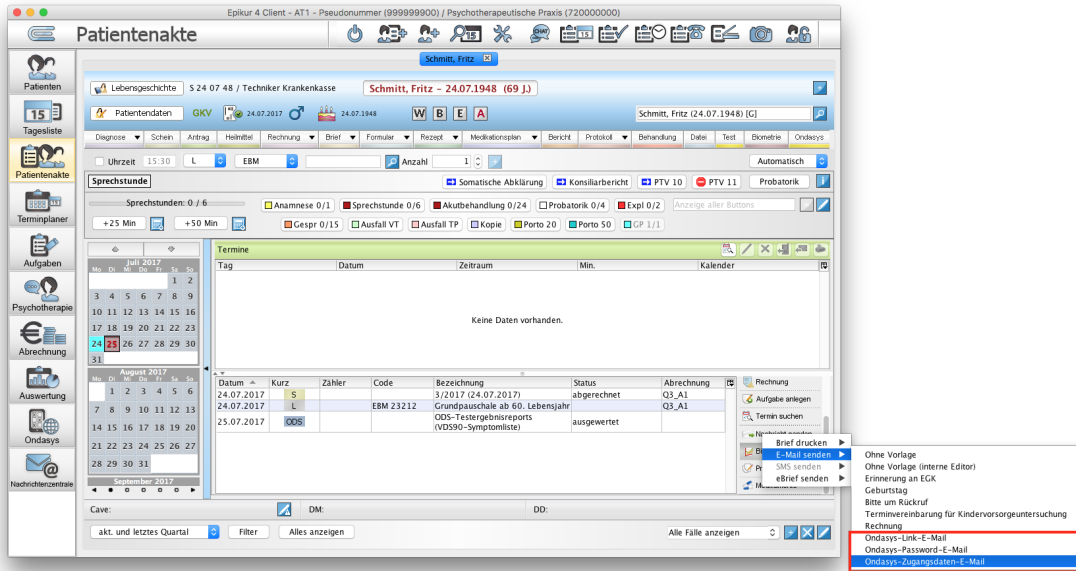 Epikur 4 Client - AT1 - Pseudonummer (999999900) / Psychotherapeutische Praxis (720000000)
Patientenakte
15
CHAT
15
Schmitt, Fritz
Patienten
Lebensgeschichte S 24 07 48 / Techniker Krankenkasse Schmitt, Fritz - 24.07.1948 (69 J.)
Patientendaten GKV 24.07.2017 24.07.1948 W B E A Schmitt, Fritz (24.07.1948) [G]
15
Tagesliste
Diagnose Schein Antrag Heilmittel Rechnung Brief Formular Rezept Medikationsplan Bericht Protokoll Behandlung Datei Test Biometrie Ondasys
Patientenakte
Uhrzeit 15:30 L EBM Anzahl 1 Automatisch
Sprechstunde Somatische Abklärung Konsiliarbericht PTV 10 PTV 11 Probatorik
Terminplaner
Sprechstunden: 0 / 6 Anamnese 0/1 Sprechstunde 0/6 Akutbehandlung 0/24 Probatorik 0/4 Expl 0/2 Anzeige aller Buttons
+25 Min +50 Min Gespr 0/15 Ausfall VT Ausfall TP Kopie Porto 20 Porto 50 GP 1/1
Aufgaben
Psychotherapie
Abrechnung
Auswertung
Ondasys
Nachrichtenzentrale
Juli 2017
Mo Di Mi Do Fr Sa So
1 2
3 4 5 6 7 8 9
10 11 12 13 14 15 16
17 18 19 20 21 22 23
24 25 26 27 28 29 30
31
August 2017
Mo Di Mi Do Fr Sa So
1 2 3 4 5 6
7 8 9 10 11 12 13
14 15 16 17 18 19 20
21 22 23 24 25 26 27
28 29 30 31
September 2017
Termine
Tag Datum Zeitraum Min. Kalender
Keine Daten vorhanden.
Datum Kurz Zähler Code Bezeichnung Status Abrechnung
24.07.2017 S 3/2017 (24.07.2017) abgerechnet Q3_A1
24.07.2017 L EBM 23212 Grundpauschale ab 60. Lebensjahr Q3_A1
25.07.2017 ODS ODS-Testergebnisreports
(VDS90-Symptomliste) ausgewertet
Rechnung
Aufgabe anlegen
Termin suchen
Brief drucken
E-Mail senden
SMS senden
eBrief senden
Ohne Vorlage
Ohne Vorlage (interne Editor)
Erinnerung an EGK
Geburtstag
Bitte um Rückruf
Terminvereinbarung für Kindervorsorgeuntersuchung
Rechnung
Ondasys-Link-E-Mail
Ondasys-Password-E-Mail
Ondasys-Zugangsdaten-E-Mail
Cave: DM: DD:
akt. und letztes Quartal Filter Alles anzeigen Alle Fälle anzeigen